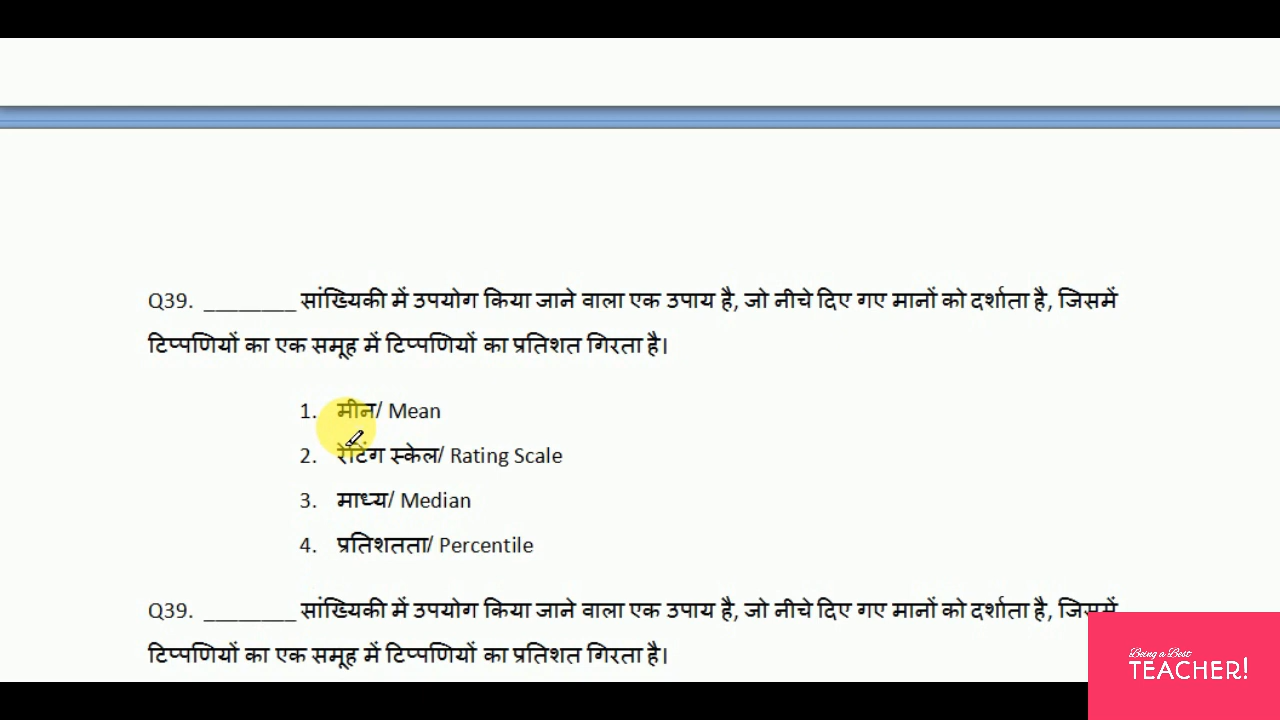 Q39. ________ सांख्यिकी में उपयोग किया जाने वाला एक उपाय है, जो नीचे दिए गए मानों को दर्शाता है, जिसमें
टिप्पणियों का एक समूह में टिप्पणियों का प्रतिशत गिरता है।
1. मीन/ Mean
2. रेटिंग स्केल/ Rating Scale
3. माध्य/ Median
4. प्रतिशतता/ Percentile
Q39. ________ सांख्यिकी में उपयोग किया जाने वाला एक उपाय है, जो नीचे दिए गए मानों को दर्शाता है, जिसमें
टिप्पणियों का एक समूह में टिप्पणियों का प्रतिशत गिरता है।
Being a Best
TEACHER!